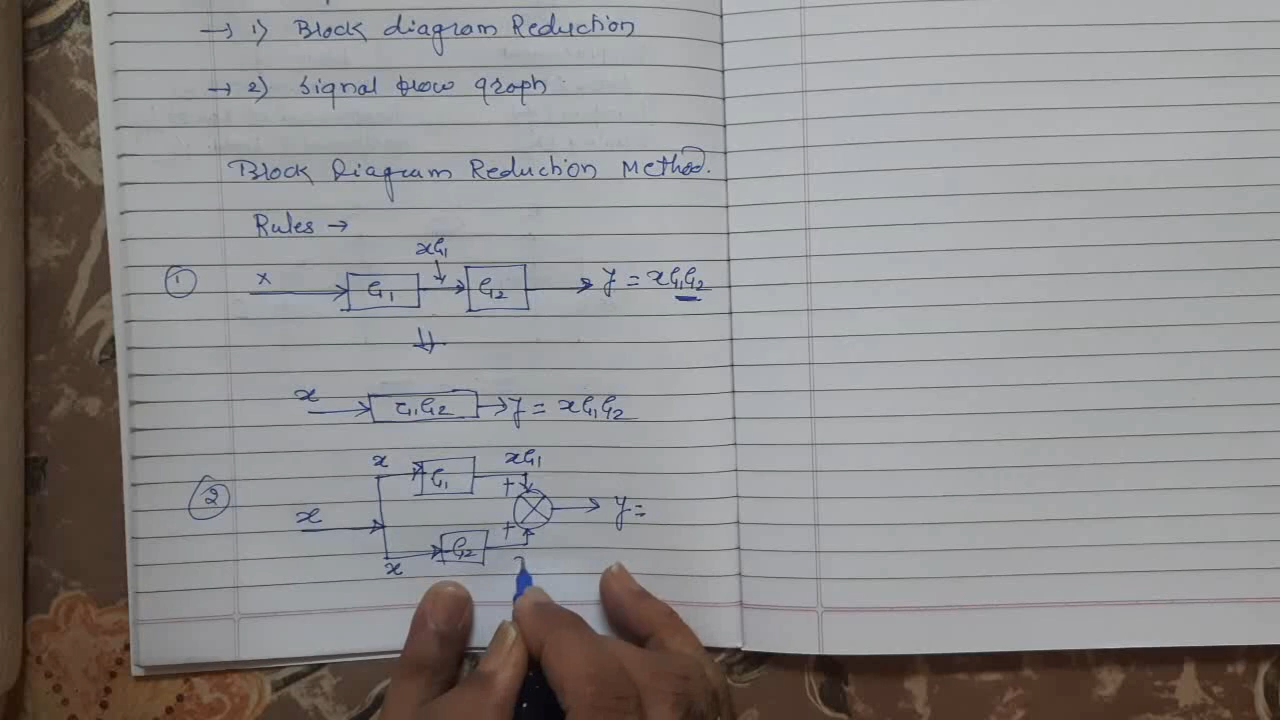 → 1) Block diagram Reduction
→ 2) Signal flow graph
Block Diagram Reduction Method.
Rules →
xG1
① x G1 G2 y = xG1G2
x G1G2 y = xG1G2
x G1 xG1
② x + + y =
x G2